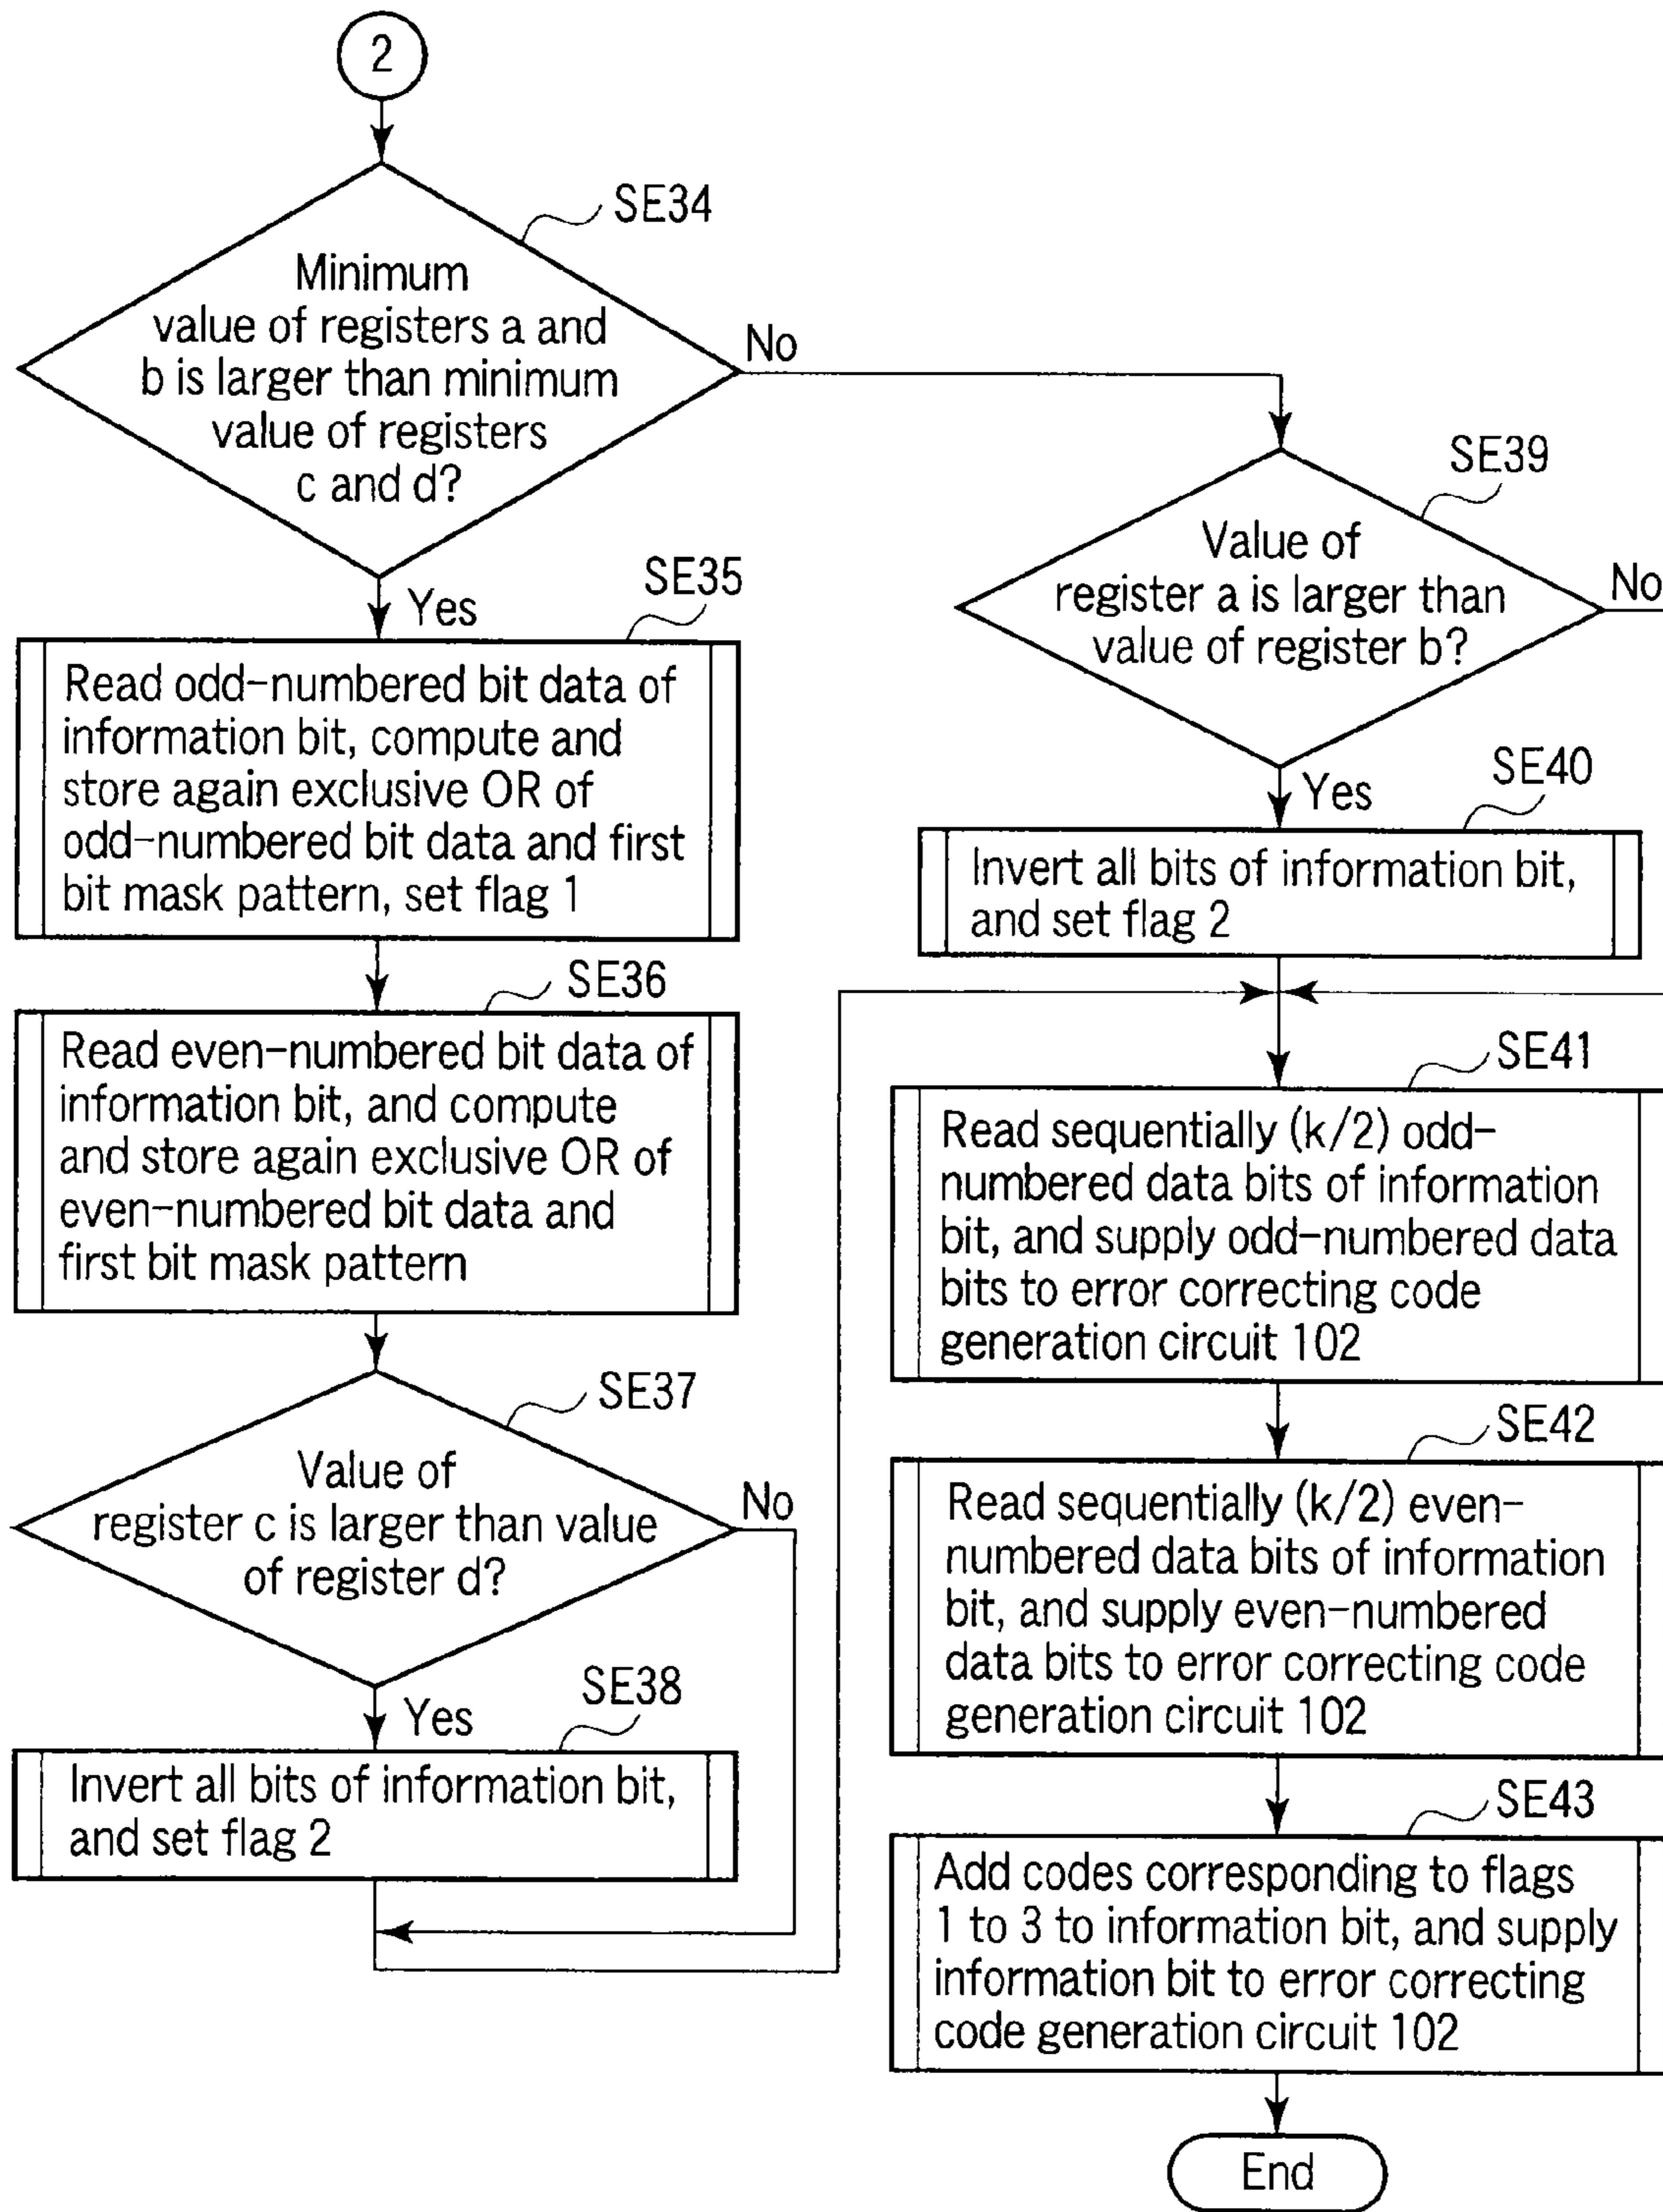 2
SE34
Minimum
value of registers a and
b is larger than minimum
value of registers
c and d?
No
Yes
SE35
Read odd-numbered bit data of
information bit, compute and
store again exclusive OR of
odd-numbered bit data and first
bit mask pattern, set flag 1
SE36
Read even-numbered bit data of
information bit, and compute
and store again exclusive OR of
even-numbered bit data and
first bit mask pattern
SE37
Value of
register c is larger than value
of register d?
No
Yes
SE38
Invert all bits of information bit,
and set flag 2
SE39
Value of
register a is larger than
value of register b?
No
Yes
SE40
Invert all bits of information bit,
and set flag 2
SE41
Read sequentially (k/2) odd-
numbered data bits of information
bit, and supply odd-numbered data
bits to error correcting code
generation circuit 102
SE42
Read sequentially (k/2) even-
numbered data bits of information
bit, and supply even-numbered
data bits to error correcting code
generation circuit 102
SE43
Add codes corresponding to flags
1 to 3 to information bit, and supply
information bit to error correcting
code generation circuit 102
End